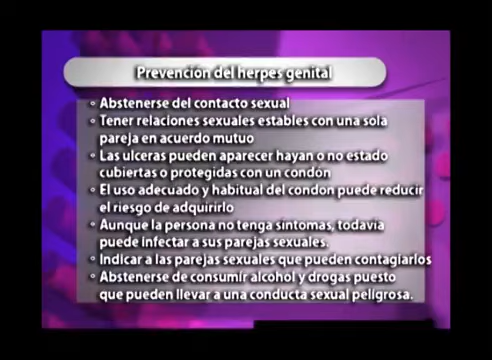 Prevención del herpes genital
◦ Abstenerse del contacto sexual
◦ Tener relaciones sexuales estables con una sola
pareja en acuerdo mutuo
◦ Las ulceras pueden aparecer hayan o no estado
cubiertas o protegidas con un condón
◦ El uso adecuado y habitual del condon puede reducir
el riesgo de adquirirlo
◦ Aunque la persona no tenga síntomas, todavía
puede infectar a sus parejas sexuales.
◦ Indicar a las parejas sexuales que pueden contagiarlos
◦ Abstenerse de consumír alcohol y drogas puesto
que pueden llevar a una conducta sexual peligrosa.